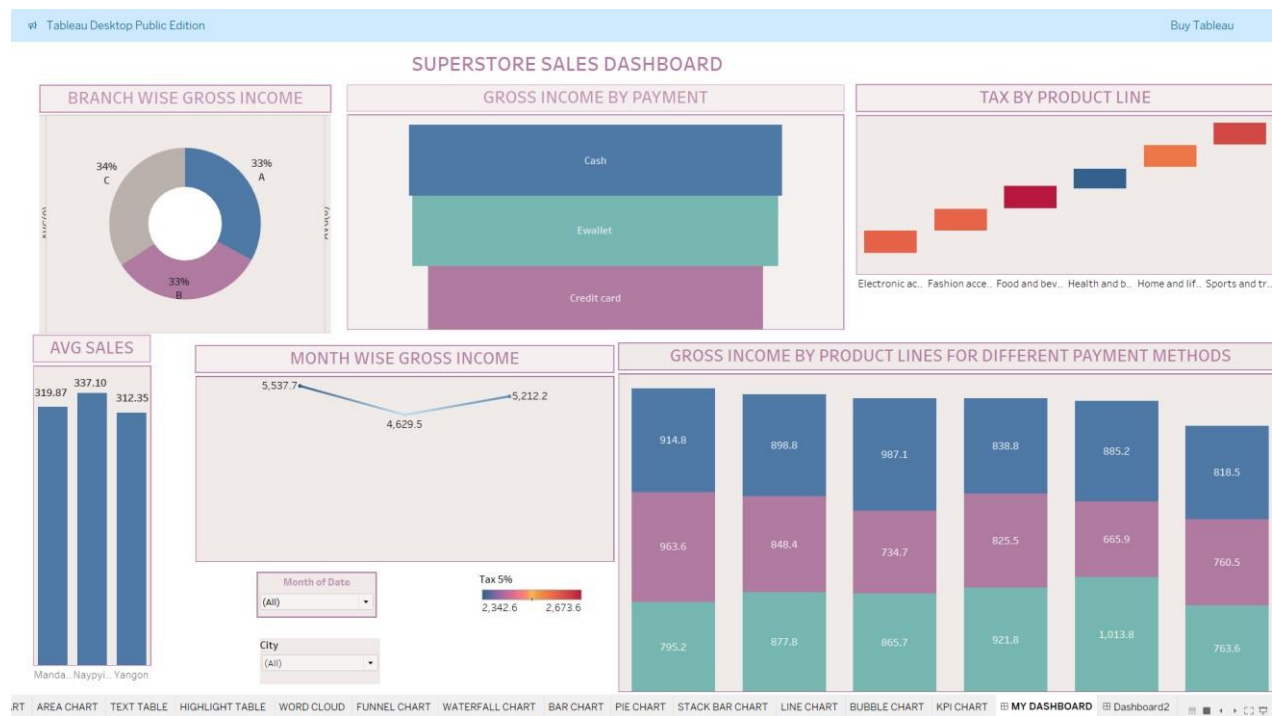 Tableau Desktop Public Edition
Buy Tableau
SUPERSTORE SALES DASHBOARD
BRANCH WISE GROSS INCOME
34%
C
33%
A
33%
B
GROSS INCOME BY PAYMENT
Cash
Ewallet
Credit card
TAX BY PRODUCT LINE
Electronic ac.. Fashion acce.. Food and bev.. Health and b.. Home and lif.. Sports and tr..
AVG SALES
319.87 337.10 312.35
Manda.. Naypyi.. Yangon
MONTH WISE GROSS INCOME
5,537.7
4,629.5
5,212.2
Month of Date
(All)
City
(All)
Tax 5%
2,342.6 2,673.6
GROSS INCOME BY PRODUCT LINES FOR DIFFERENT PAYMENT METHODS
914.8 898.8 987.1 838.8 885.2 818.5
963.6 848.4 734.7 825.5 665.9 760.5
795.2 877.8 865.7 921.8 1,013.8 763.6
ART AREA CHART TEXT TABLE HIGHLIGHT TABLE WORD CLOUD FUNNEL CHART WATERFALL CHART BAR CHART PIE CHART STACK BAR CHART LINE CHART BUBBLE CHART KPI CHART MY DASHBOARD Dashboard2